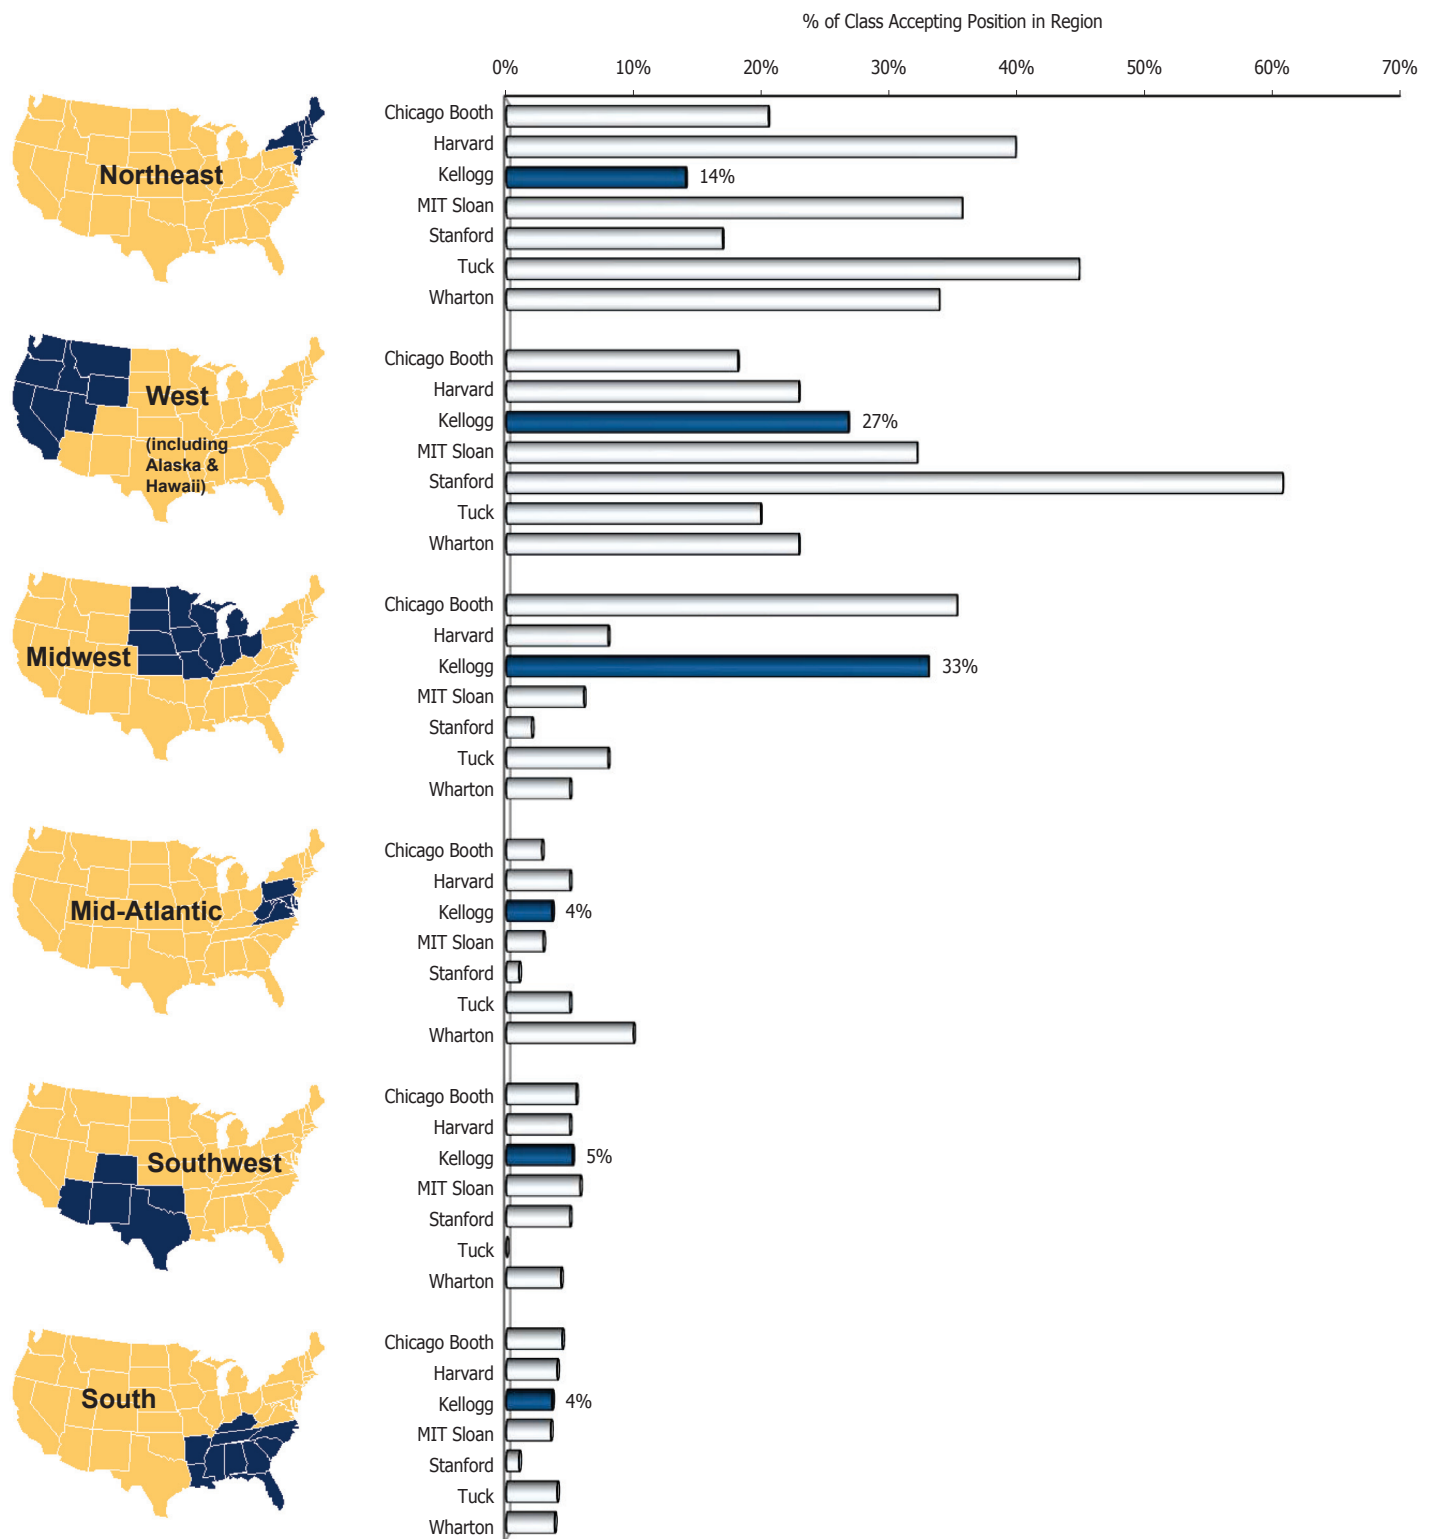 % of Class Accepting Position in Region
0% 10% 20% 30% 40% 50% 60% 70%
Northeast
Chicago Booth
Harvard
Kellogg 14%
MIT Sloan
Stanford
Tuck
Wharton
West
(including
Alaska &
Hawaii)
Chicago Booth
Harvard
Kellogg 27%
MIT Sloan
Stanford
Tuck
Wharton
Midwest
Chicago Booth
Harvard
Kellogg 33%
MIT Sloan
Stanford
Tuck
Wharton
Mid-Atlantic
Chicago Booth
Harvard
Kellogg 4%
MIT Sloan
Stanford
Tuck
Wharton
Southwest
Chicago Booth
Harvard
Kellogg 5%
MIT Sloan
Stanford
Tuck
Wharton
South
Chicago Booth
Harvard
Kellogg 4%
MIT Sloan
Stanford
Tuck
Wharton